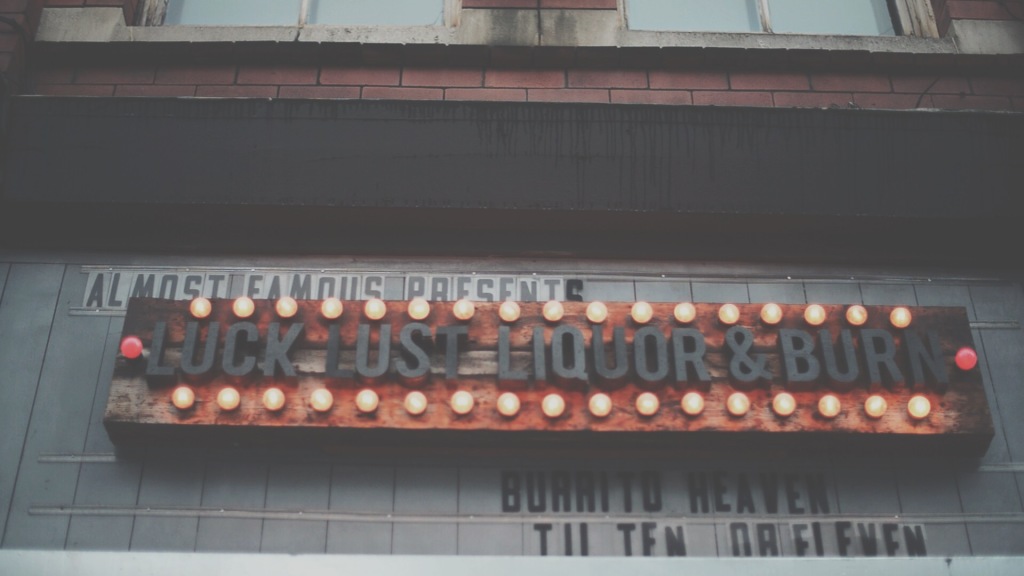 ALMOST FAMOUS PRESENTS
LUCK LUST LIQUOR & BURN
BURRITO HEAVEN
TIL TEN OR ELEVEN